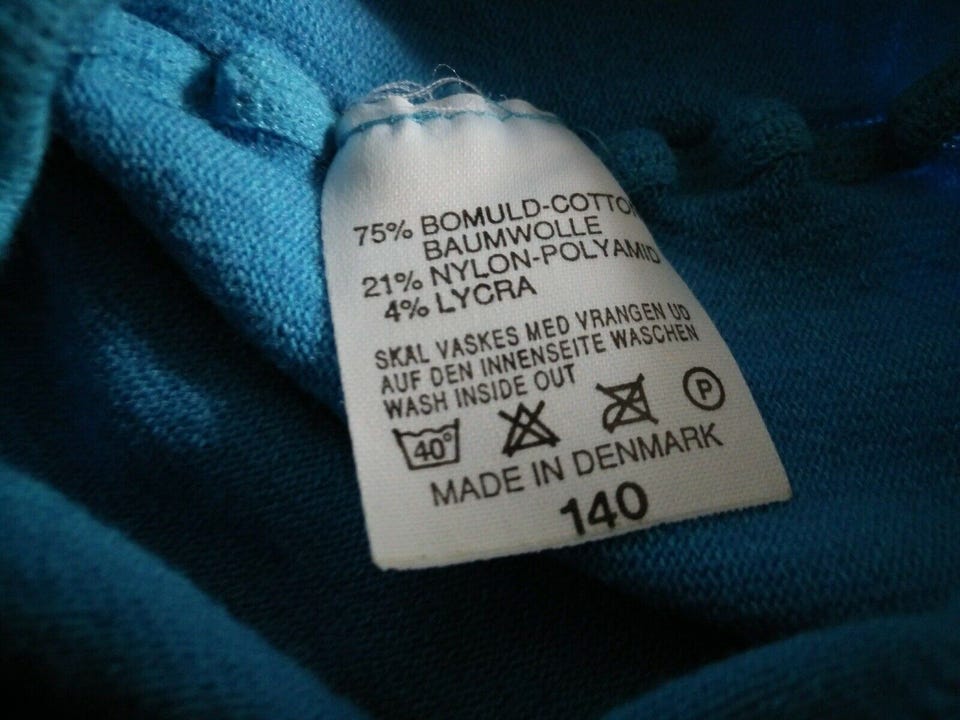 75% BOMULD-COTTON
BAUMWOLLE
21% NYLON-POLYAMID
4% LYCRA
SKAL VASKES MED VRANGEN UD
AUF DEN INNENSEITE WASCHEN
WASH INSIDE OUT
40° P
MADE IN DENMARK
140